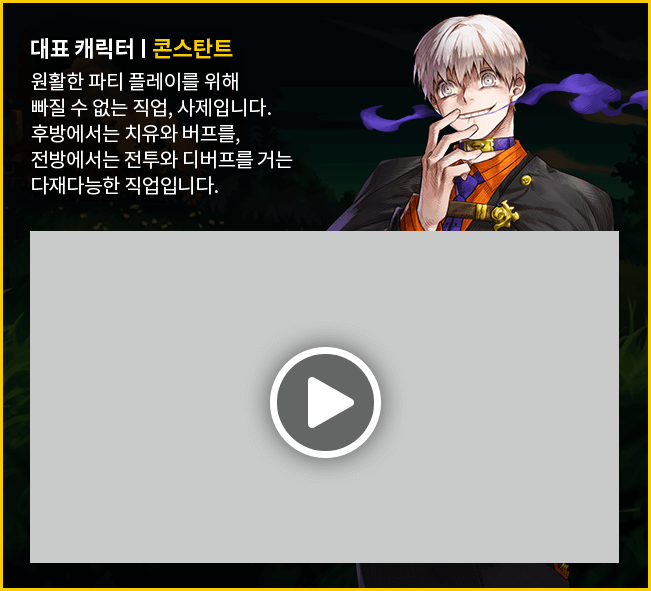 대표 캐릭터 | 콘스탄트
원활한 파티 플레이를 위해
빠질 수 없는 직업, 사제입니다.
후방에서는 치유와 버프를,
전방에서는 전투와 디버프를 거는
다재다능한 직업입니다.